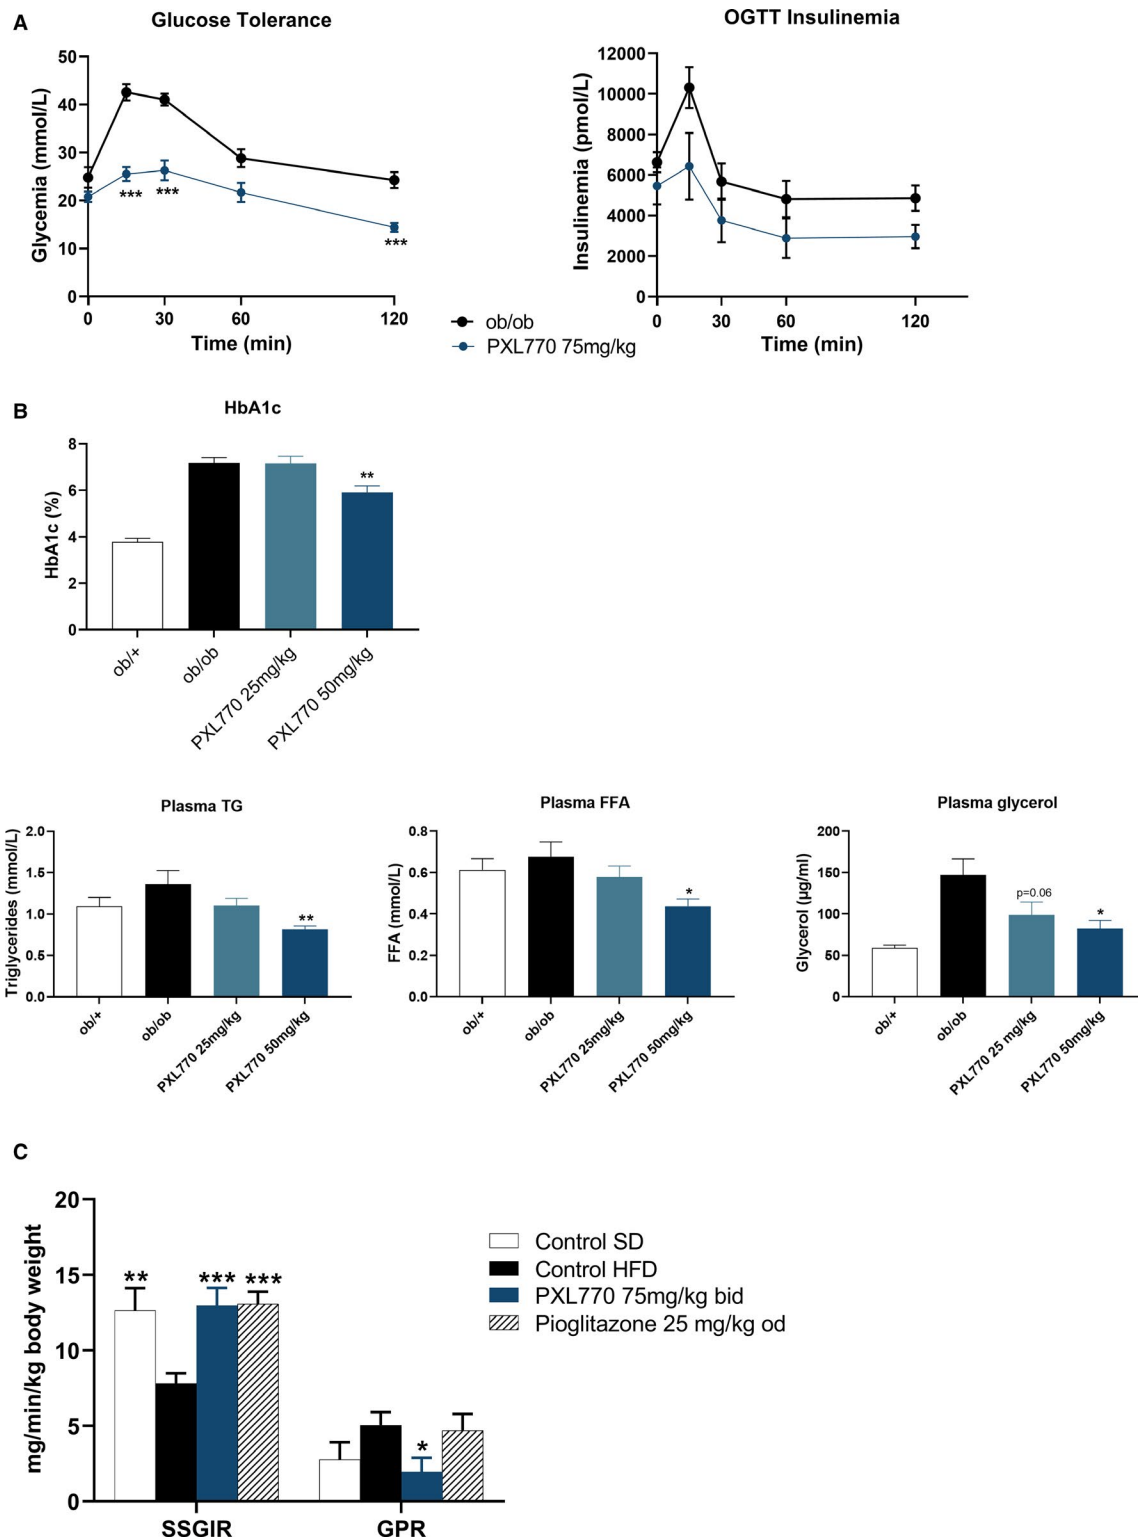 A
Glucose Tolerance
OGTT Insulinemia
Glycemia (mmol/L)
50
40
30
20
10
0
***
***
***
0
30
60
120
Time (min)
Insulinemia (pmol/L)
12000
10000
8000
6000
4000
2000
0
0
30
60
120
Time (min)
ob/ob
PXL770 75mg/kg
B
HbA1c
HbA1c (%)
8
6
4
2
0
**
ob/+
ob/ob
PXL770 25mg/kg
PXL770 50mg/kg
Plasma TG
Triglycerides (mmol/L)
2.0
1.5
1.0
0.5
0.0
**
ob/+
ob/ob
PXL770 25mg/kg
PXL770 50mg/kg
Plasma FFA
FFA (mmol/L)
0.8
0.6
0.4
0.2
0.0
*
ob/+
ob/ob
PXL770 25mg/kg
PXL770 50mg/kg
Plasma glycerol
Glycerol (µg/ml)
200
150
100
50
0
p=0.06
*
ob/+
ob/ob
PXL770 25 mg/kg
PXL770 50mg/kg
C
mg/min/kg body weight
20
15
10
5
0
**
***
***
*
SSGIR
GPR
Control SD
Control HFD
PXL770 75mg/kg bid
Pioglitazone 25 mg/kg od